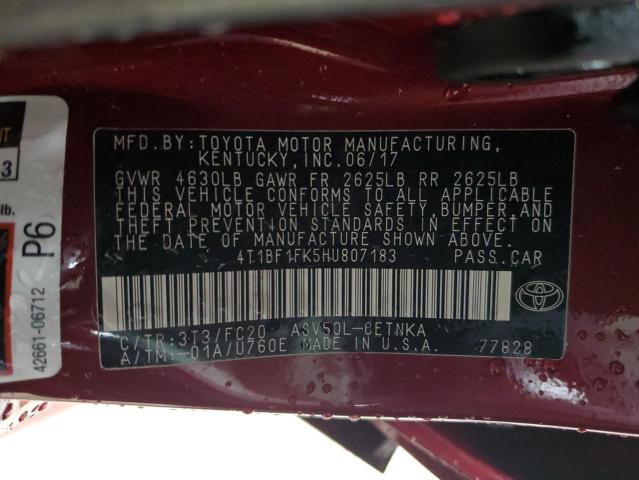 MFD.BY:TOYOTA MOTOR MANUFACTURING,
KENTUCKY, INC.06/17
GVWR 4630LB GAWR FR 2625LB RR 2625LB
THIS VEHICLE CONFORMS TO ALL APPLICABLE
FEDERAL MOTOR VEHICLE SAFETY, BUMPER,AND
THEFT PREVENTION STANDARDS IN EFFECT ON
THE DATE OF MANUFACTURE SHOWN ABOVE.
4T1BF1FK5HU807183 PASS.CAR
C/TR:3T3/FC20 ASV50L-CETNKA
A/TM:-01A/U760E MADE IN U.S.A. 77828
3
lb.
P6
42661-06712